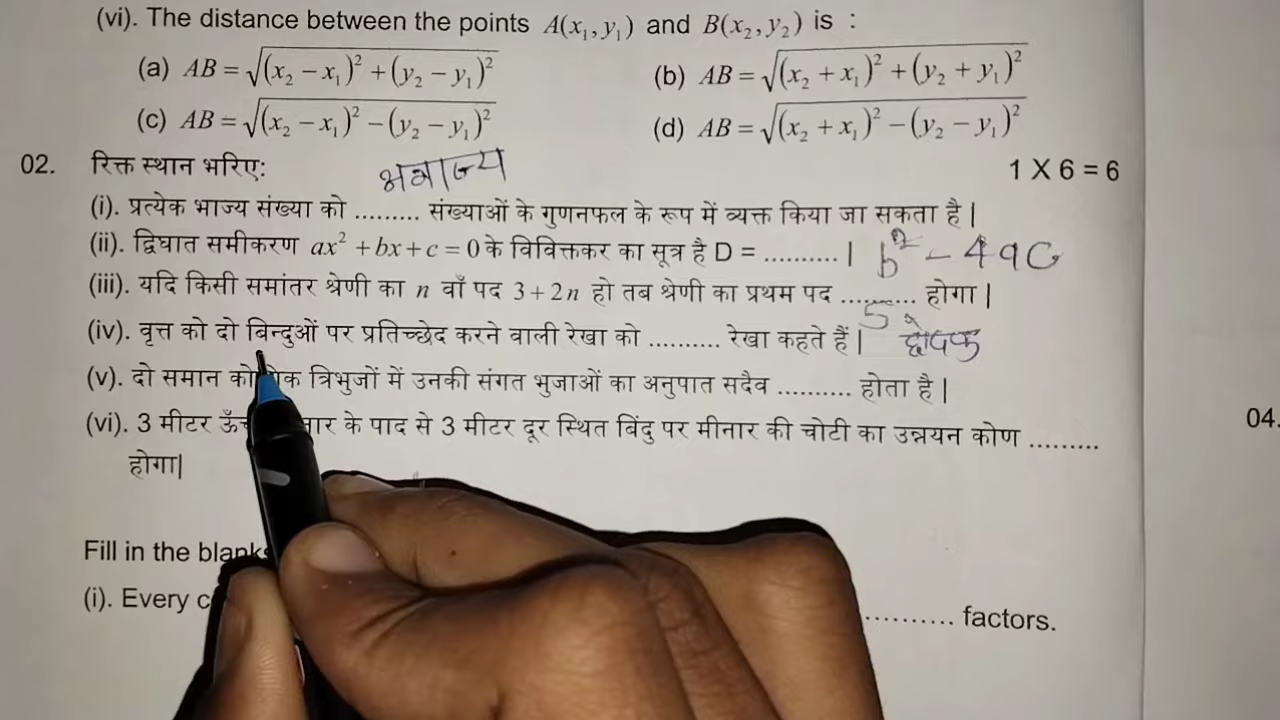 (vi). The distance between the points A(x₁, y₁) and B(x₂, y₂) is :
(a) AB = √(x₂ − x₁)² + (y₂ − y₁)² (b) AB = √(x₂ + x₁)² + (y₂ + y₁)²
(c) AB = √(x₂ − x₁)² − (y₂ − y₁)² (d) AB = √(x₂ + x₁)² − (y₂ − y₁)²
02. रिक्त स्थान भरिए: 1 X 6 = 6
अभाज्य
(i). प्रत्येक भाज्य संख्या को ......... संख्याओं के गुणनफल के रूप में व्यक्त किया जा सकता है |
(ii). द्विघात समीकरण ax² + bx + c = 0 के विविक्तकर का सूत्र है D = .......... | b² − 4ac
(iii). यदि किसी समांतर श्रेणी का n वाँ पद 3 + 2n हो तब श्रेणी का प्रथम पद .......... होगा |
5
(iv). वृत्त को दो बिन्दुओं पर प्रतिच्छेद करने वाली रेखा को .......... रेखा कहते हैं | छेदक
(v). दो समान को िक त्रिभुजों में उनकी संगत भुजाओं का अनुपात सदैव .......... होता है |
(vi). 3 मीटर के पाद से 3 मीटर दूर स्थित बिंदु पर मीनार की चोटी का उन्नयन कोण ..........
04.
होगा|
Fill in the blanks
(i). Every .......... factors.